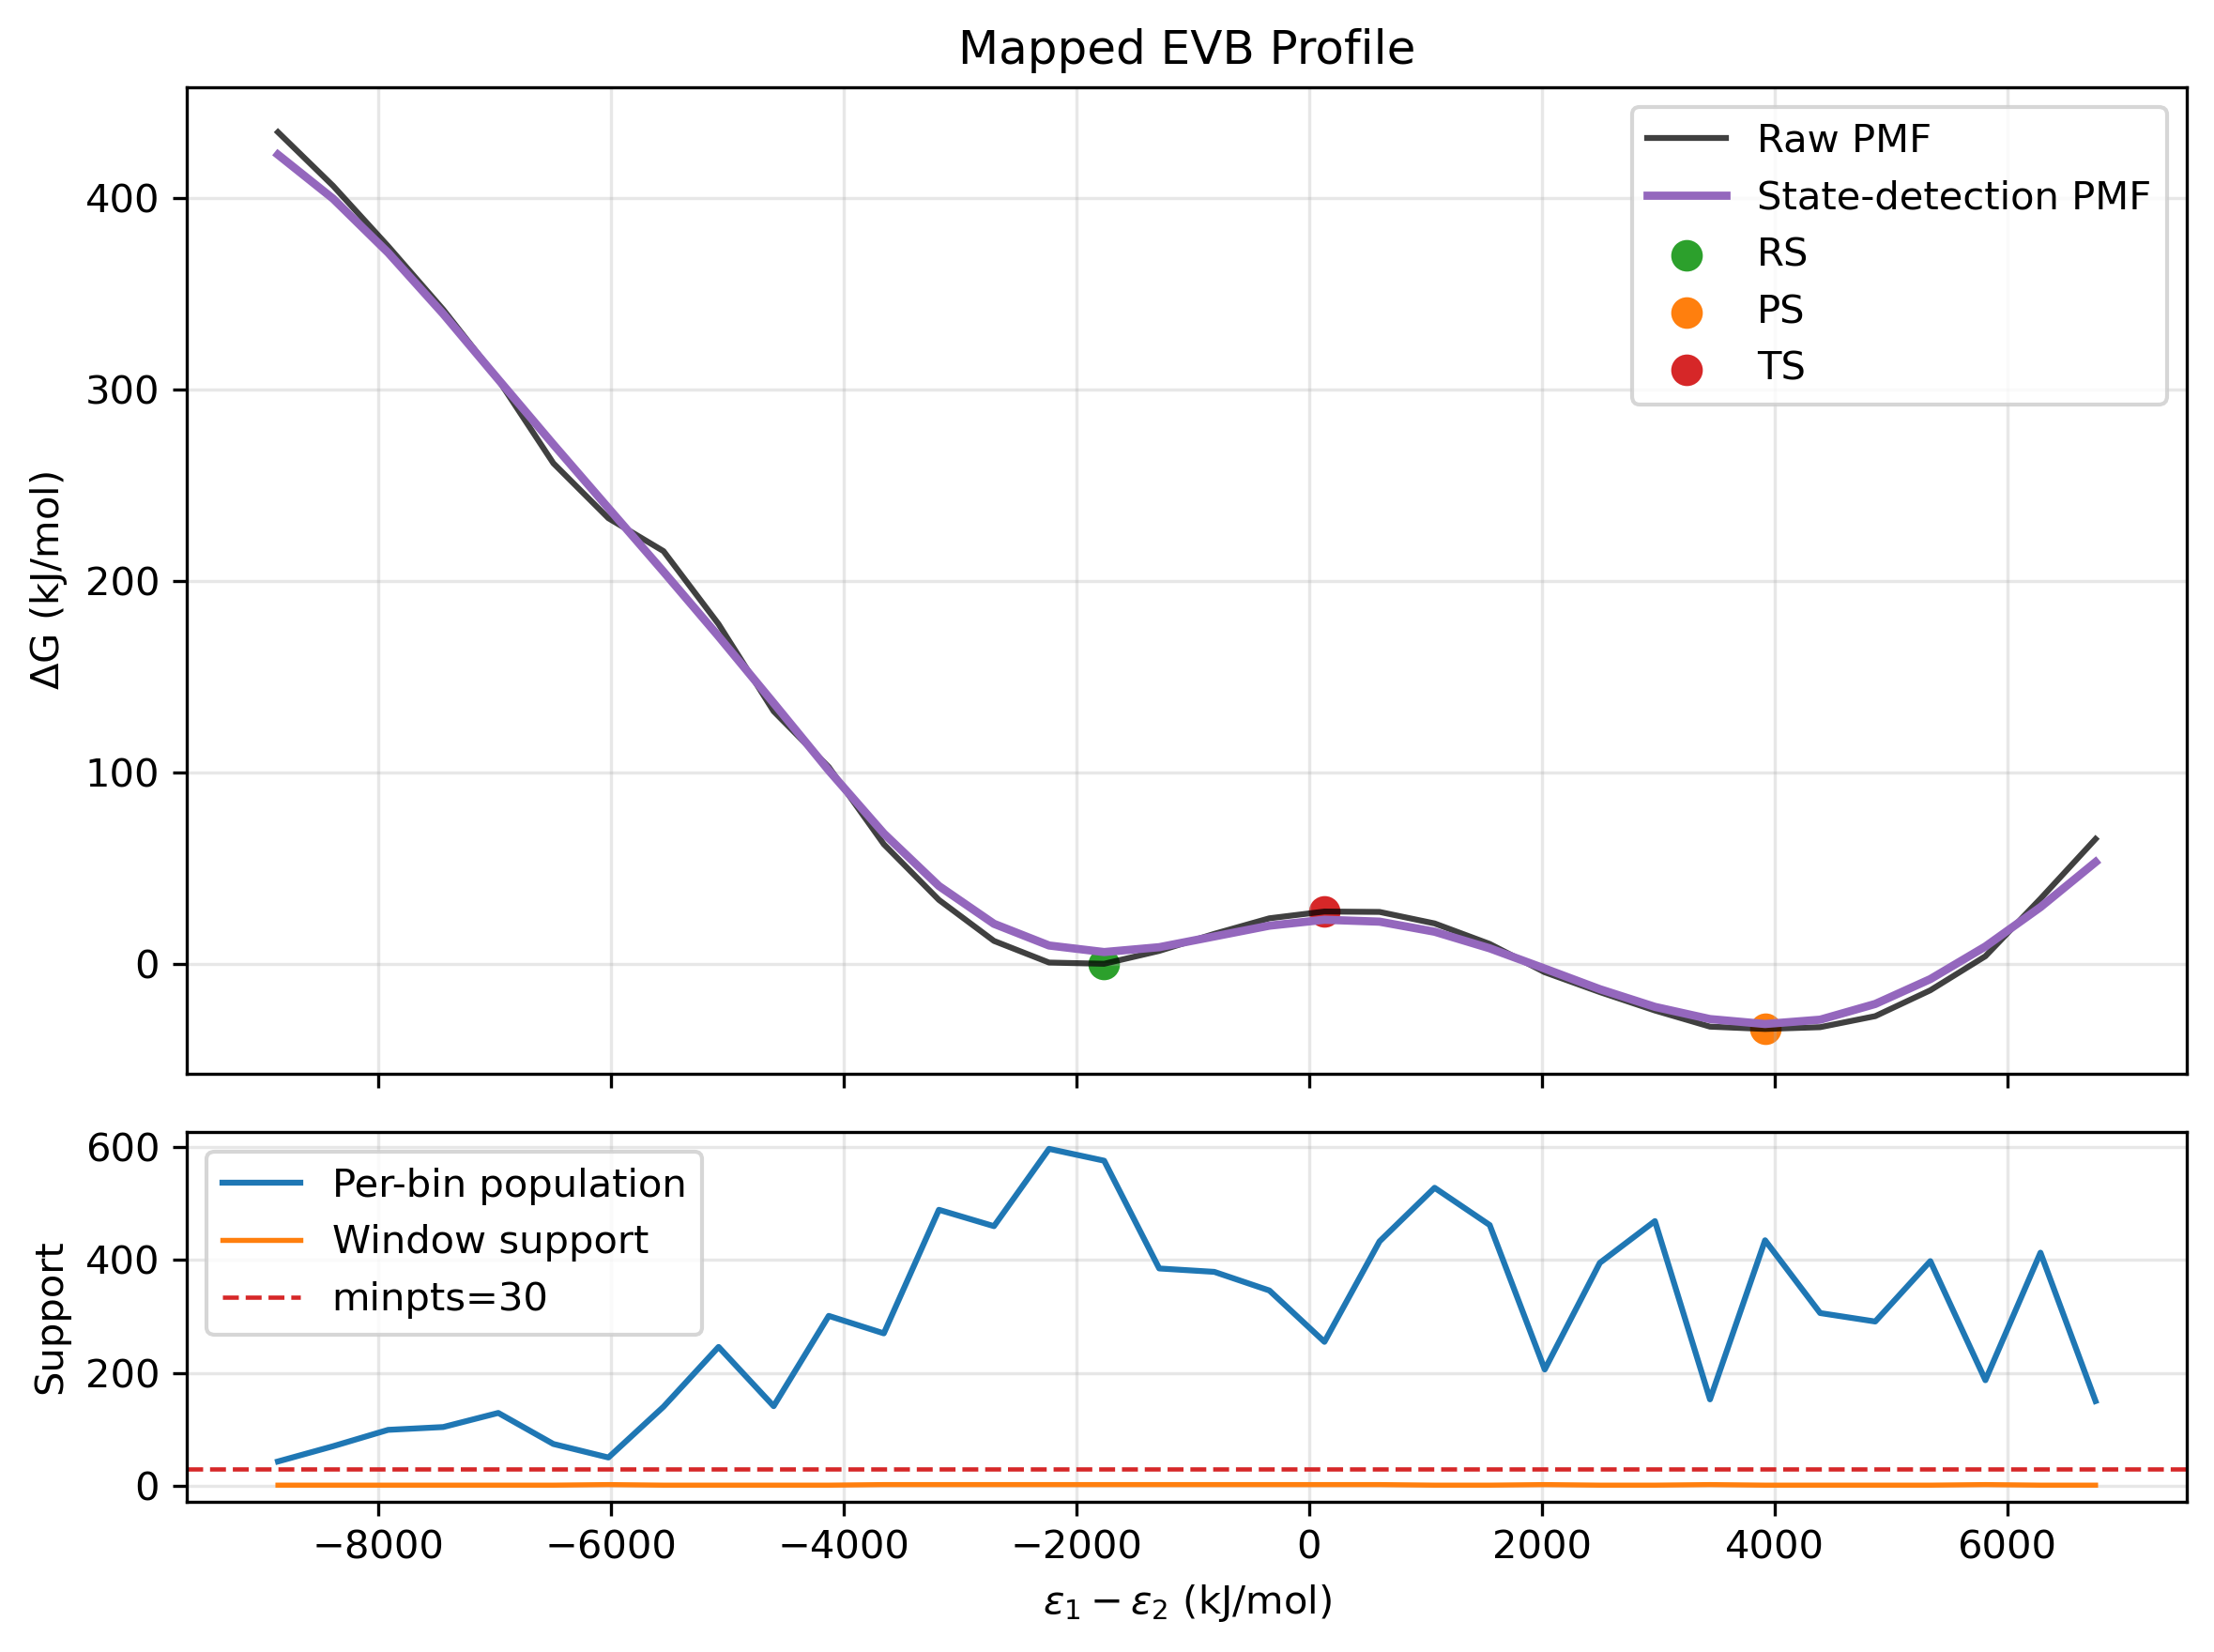 Mapped EVB Profile
ΔG (kJ/mol)
400
300
200
100
0
Raw PMF
State-detection PMF
RS
PS
TS
Support
600
400
200
0
Per-bin population
Window support
minpts=30
−8000 −6000 −4000 −2000 0 2000 4000 6000
ε₁ − ε₂ (kJ/mol)